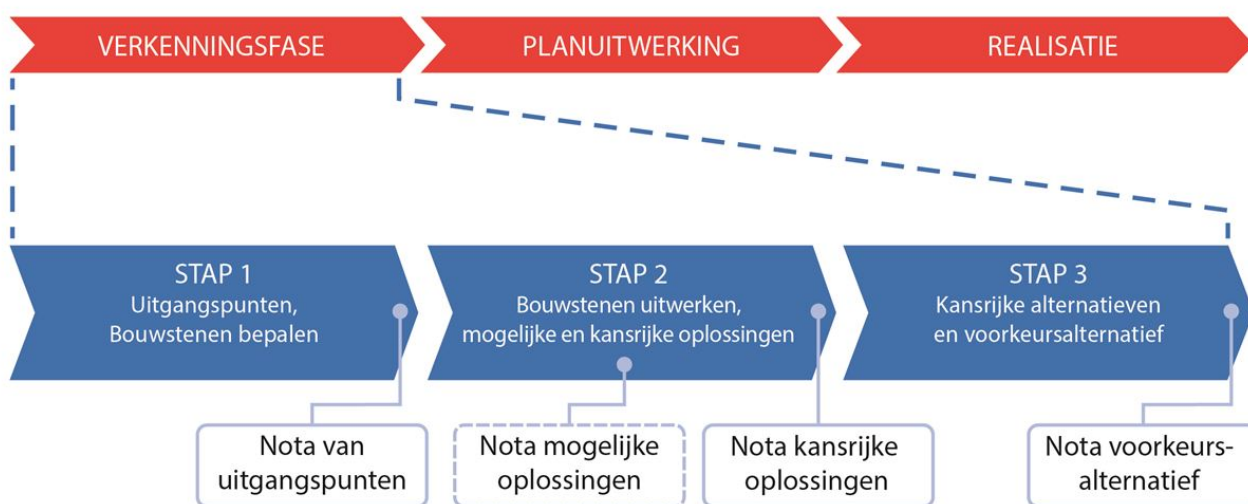 VERKENNINGSFASE
PLANUITWERKING
REALISATIE
STAP 1
Uitgangspunten,
Bouwstenen bepalen
STAP 2
Bouwstenen uitwerken,
mogelijke en kansrijke oplossingen
STAP 3
Kansrijke alternatieven
en voorkeursalternatief
Nota van
uitgangspunten
Nota mogelijke
oplossingen
Nota kansrijke
oplossingen
Nota voorkeurs-
alternatief